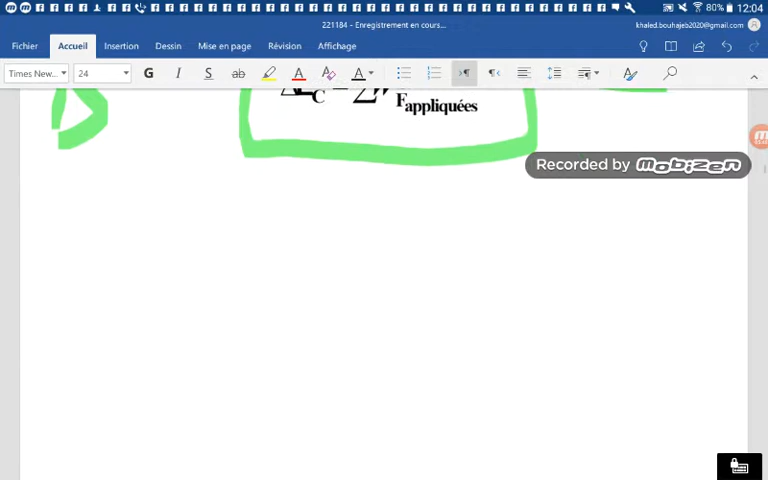 80% 12:04
221184 - Enregistrement en cours...
khaled.bouhajeb2020@gmail.com
Fichier Accueil Insertion Dessin Mise en page Révision Affichage
Times New... 24 G I S ab A A
C = ∑W Fappliquées
Recorded by mobizen